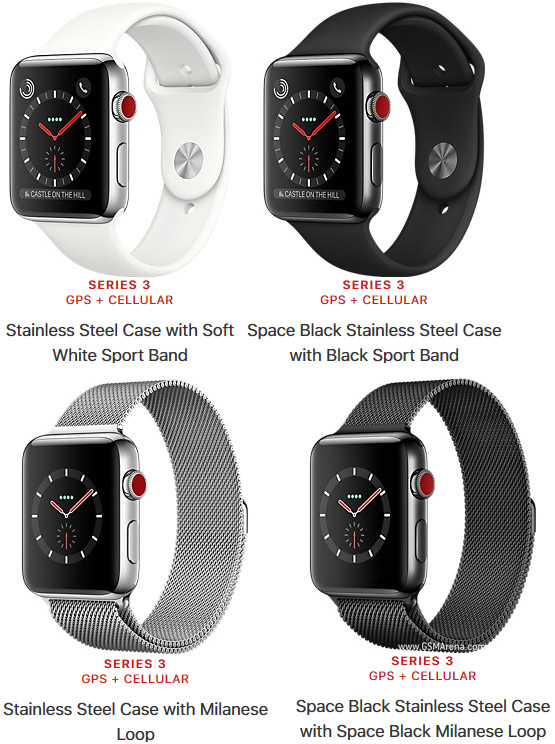 CASTLE ON THE HILL
CASTLE ON THE HILL
SERIES 3
GPS + CELLULAR
Stainless Steel Case with Soft
White Sport Band
SERIES 3
GPS + CELLULAR
Space Black Stainless Steel Case
with Black Sport Band
SERIES 3
GPS + CELLULAR
Stainless Steel Case with Milanese
Loop
www.GSMArena.com
SERIES 3
GPS + CELLULAR
Space Black Stainless Steel Case
with Space Black Milanese Loop